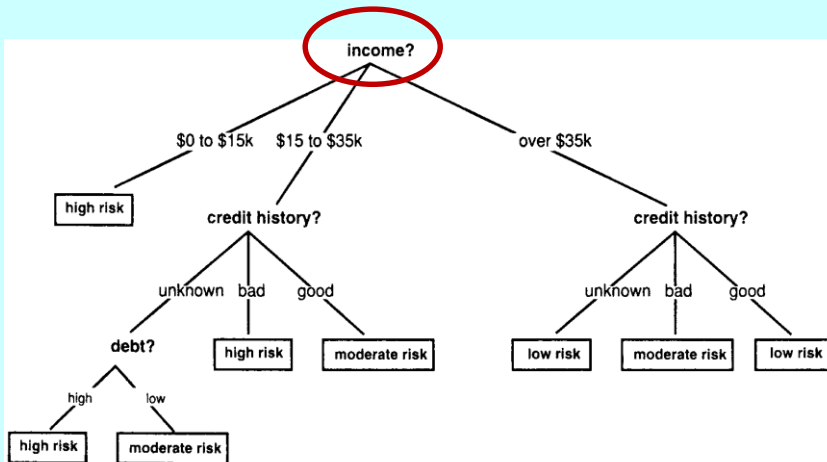 income?
$0 to $15k $15 to $35k over $35k
high risk
credit history? credit history?
unknown bad good unknown bad good
debt? high risk moderate risk low risk moderate risk low risk
high low
high risk moderate risk